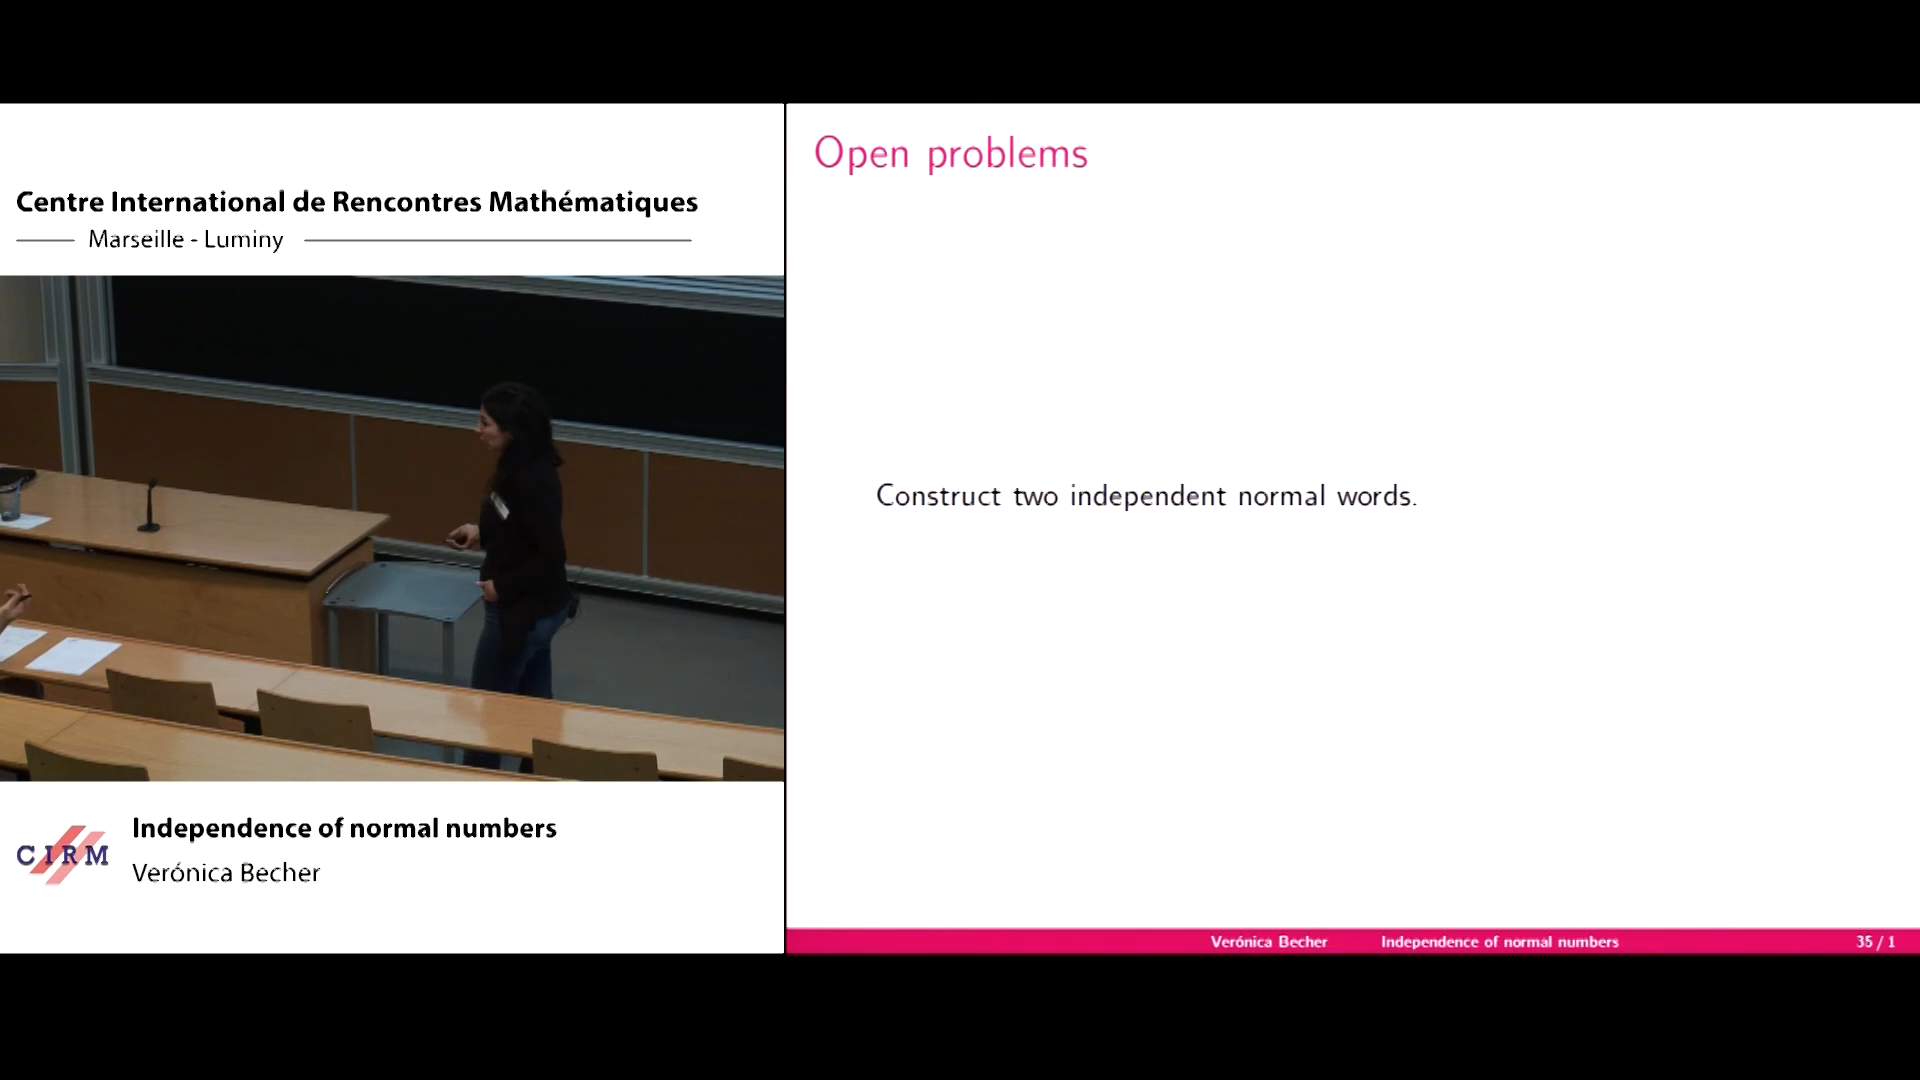 Centre International de Rencontres Mathématiques
Marseille - Luminy
Open problems
Construct two independent normal words.
CIRM
Independence of normal numbers
Verónica Becher
Verónica Becher Independence of normal numbers 35 / 1